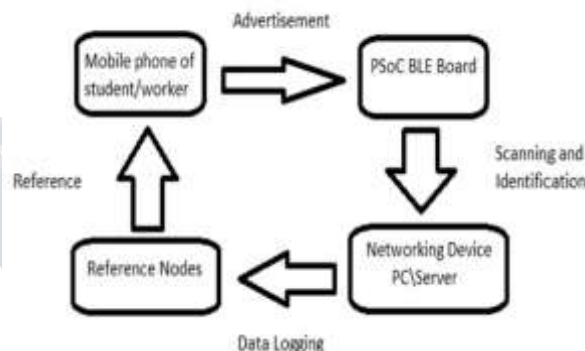 Advertisement
Mobile phone of
student/worker
PSoC BLE Board
Scanning and
Identification
Reference
Reference Nodes
Networking Device
PC\Server
Data Logging